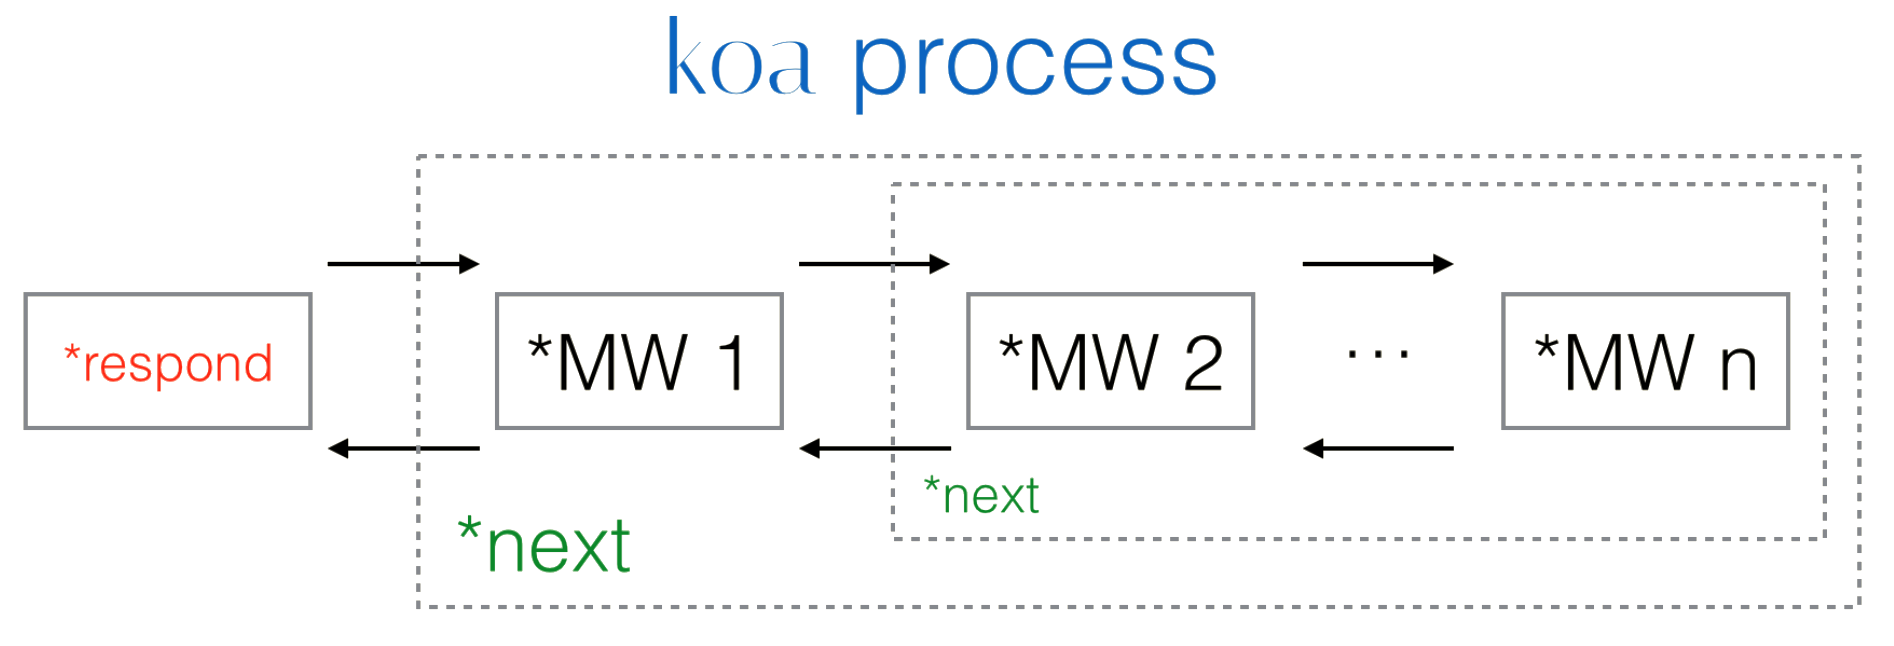 koa process
*respond
*MW 1
*MW 2
...
*MW n
*next
*next